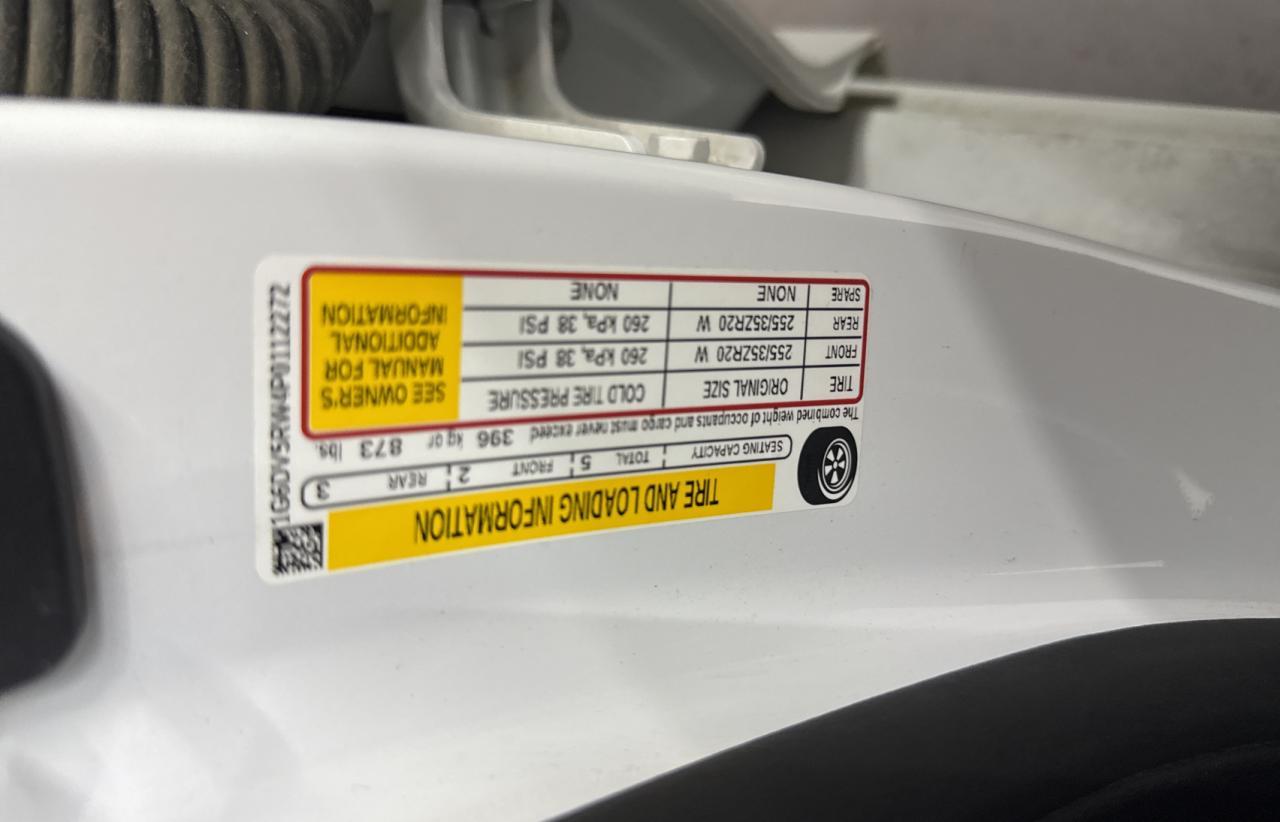 TIRE AND LOADING INFORMATION
SEATING CAPACITY TOTAL 5 FRONT 2 REAR 3
The combined weight of occupants and cargo must never exceed 396 kg or 873 lbs.
TIRE ORIGINAL SIZE COLD TIRE PRESSURE
FRONT 255/35ZR20 W 260 kPa, 38 PSI
REAR 255/35ZR20 W 260 kPa, 38 PSI
SPARE NONE NONE
SEE OWNER'S
MANUAL FOR
ADDITIONAL
INFORMATION
1G6DV5RW4P0112272